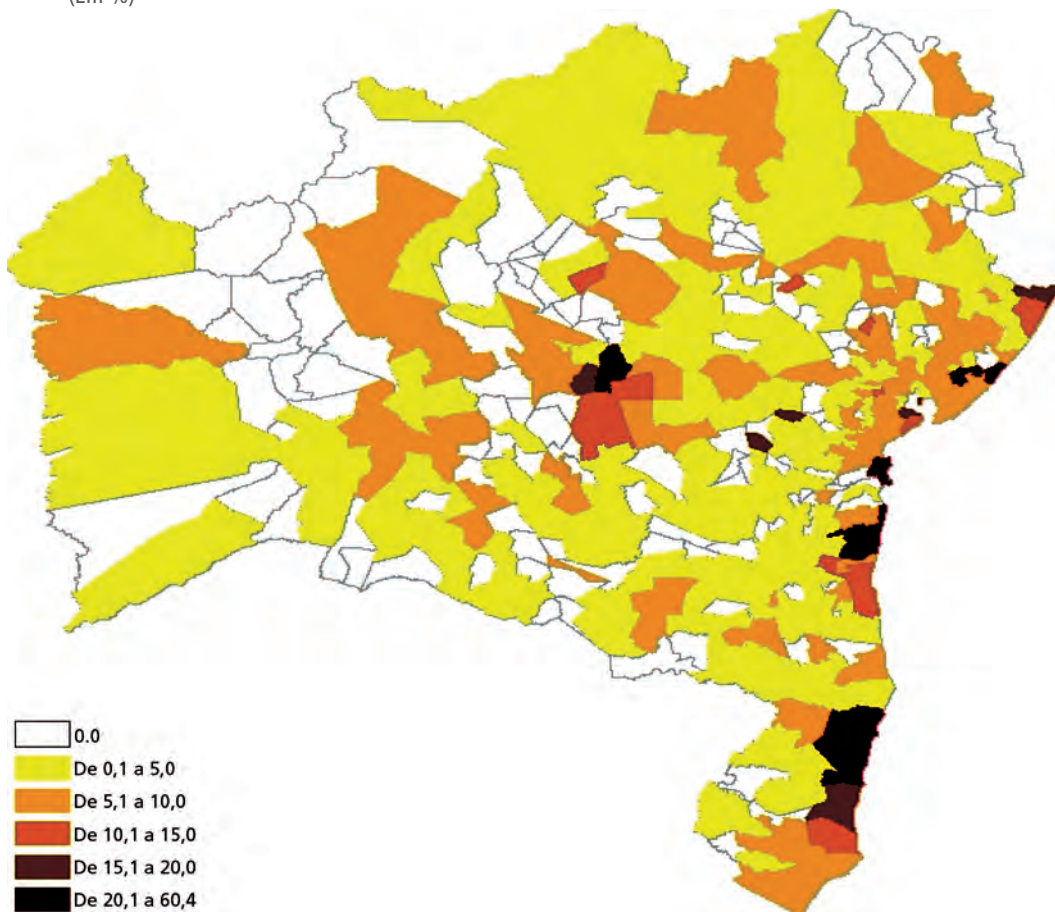 (Em %)
0.0
De 0,1 a 5,0
De 5,1 a 10,0
De 10,1 a 15,0
De 15,1 a 20,0
De 20,1 a 60,4